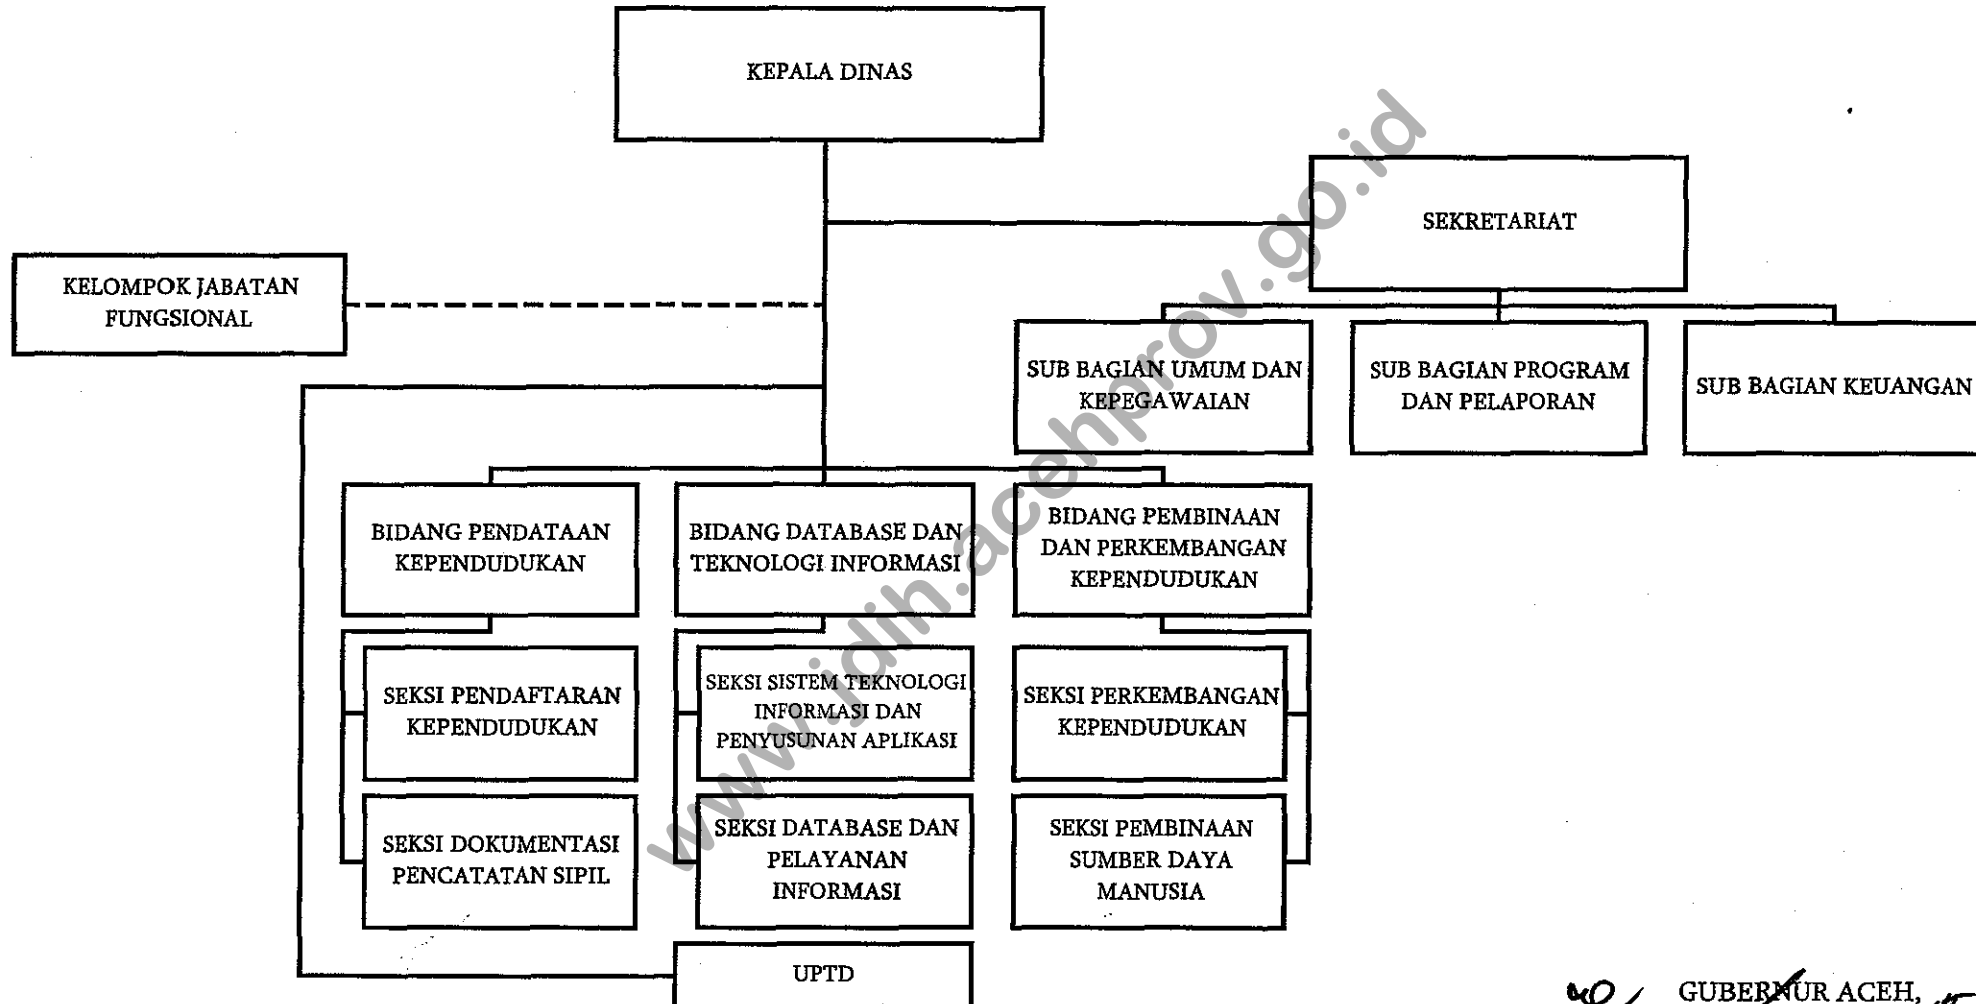 KEPALA DINAS
SEKRETARIAT
KELOMPOK JABATAN
FUNGSIONAL
SUB BAGIAN UMUM DAN
KEPEGAWAIAN
SUB BAGIAN PROGRAM
DAN PELAPORAN
SUB BAGIAN KEUANGAN
BIDANG PENDATAAN
KEPENDUDUKAN
BIDANG DATABASE DAN
TEKNOLOGI INFORMASI
BIDANG PEMBINAAN
DAN PERKEMBANGAN
KEPENDUDUKAN
SEKSI PENDAFTARAN
KEPENDUDUKAN
SEKSI SISTEM TEKNOLOGI
INFORMASI DAN
PENYUSUNAN APLIKASI
SEKSI PERKEMBANGAN
KEPENDUDUKAN
SEKSI DOKUMENTASI
PENCATATAN SIPIL
SEKSI DATABASE DAN
PELAYANAN
INFORMASI
SEKSI PEMBINAAN
SUMBER DAYA
MANUSIA
UPTD
GUBERNUR ACEH,
www.jdih.acehprov.go.id